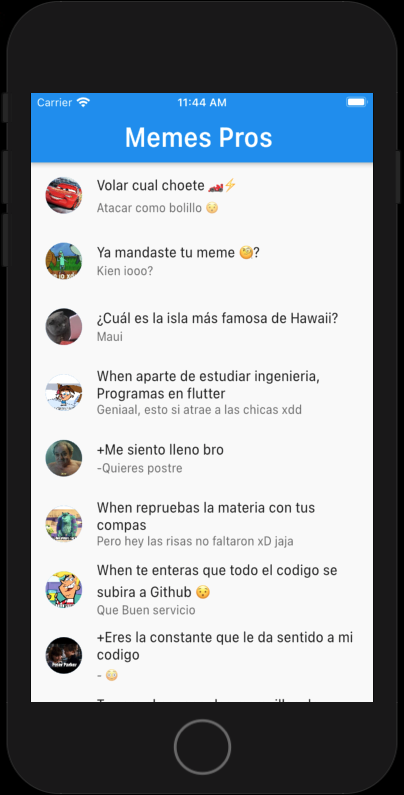 Carrier 11:44 AM
Memes Pros
Volar cual choete 🏎️⚡
Atacar como bolillo 😔
Ya mandaste tu meme 🧐?
Kien iooo?
¿Cuál es la isla más famosa de Hawaii?
Maui
When aparte de estudiar ingenieria,
Programas en flutter
Geniaal, esto si atrae a las chicas xdd
+Me siento lleno bro
-Quieres postre
When repruebas la materia con tus
compas
Pero hey las risas no faltaron xD jaja
When te enteras que todo el codigo se
subira a Github 😯
Que Buen servicio
+Eres la constante que le da sentido a mi
codigo
- 😳
Peter Parker